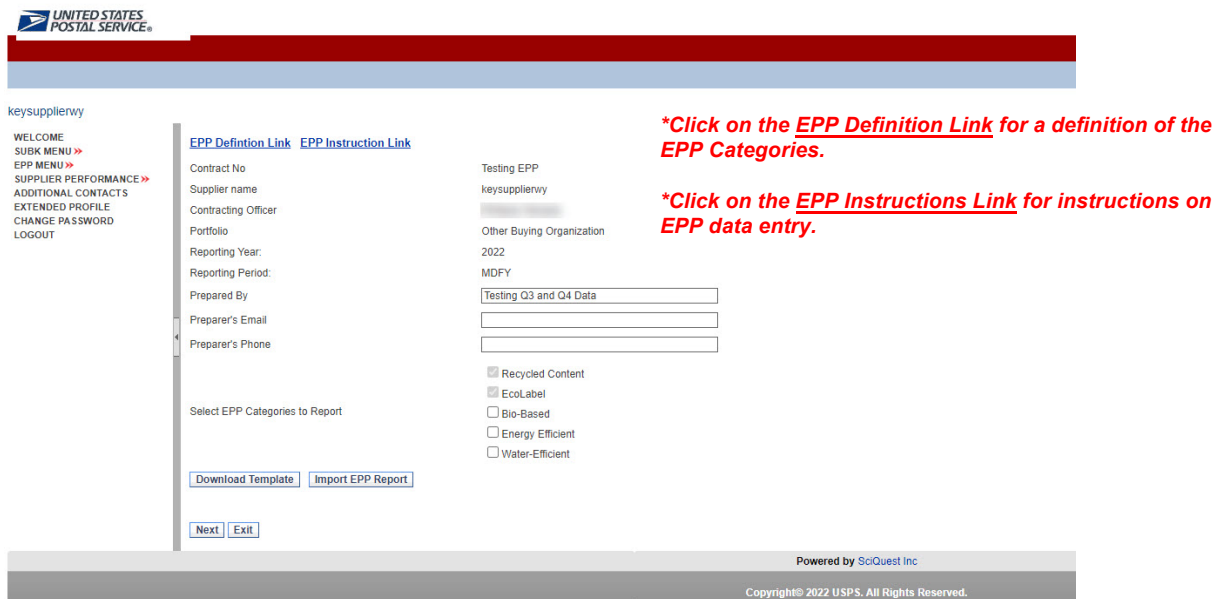 UNITED STATES
POSTAL SERVICE®
keysupplierwy
WELCOME
SUBK MENU »
EPP MENU »
SUPPLIER PERFORMANCE »
ADDITIONAL CONTACTS
EXTENDED PROFILE
CHANGE PASSWORD
LOGOUT
EPP Defintion Link EPP Instruction Link
Contract No Testing EPP
Supplier name keysupplierwy
Contracting Officer
Portfolio Other Buying Organization
Reporting Year: 2022
Reporting Period: MDFY
Prepared By Testing Q3 and Q4 Data
Preparer's Email
Preparer's Phone
Select EPP Categories to Report
Recycled Content
EcoLabel
Bio-Based
Energy Efficient
Water-Efficient
Download Template Import EPP Report
Next Exit
*Click on the EPP Definition Link for a definition of the
EPP Categories.
*Click on the EPP Instructions Link for instructions on
EPP data entry.
Powered by SciQuest Inc
Copyright© 2022 USPS. All Rights Reserved.